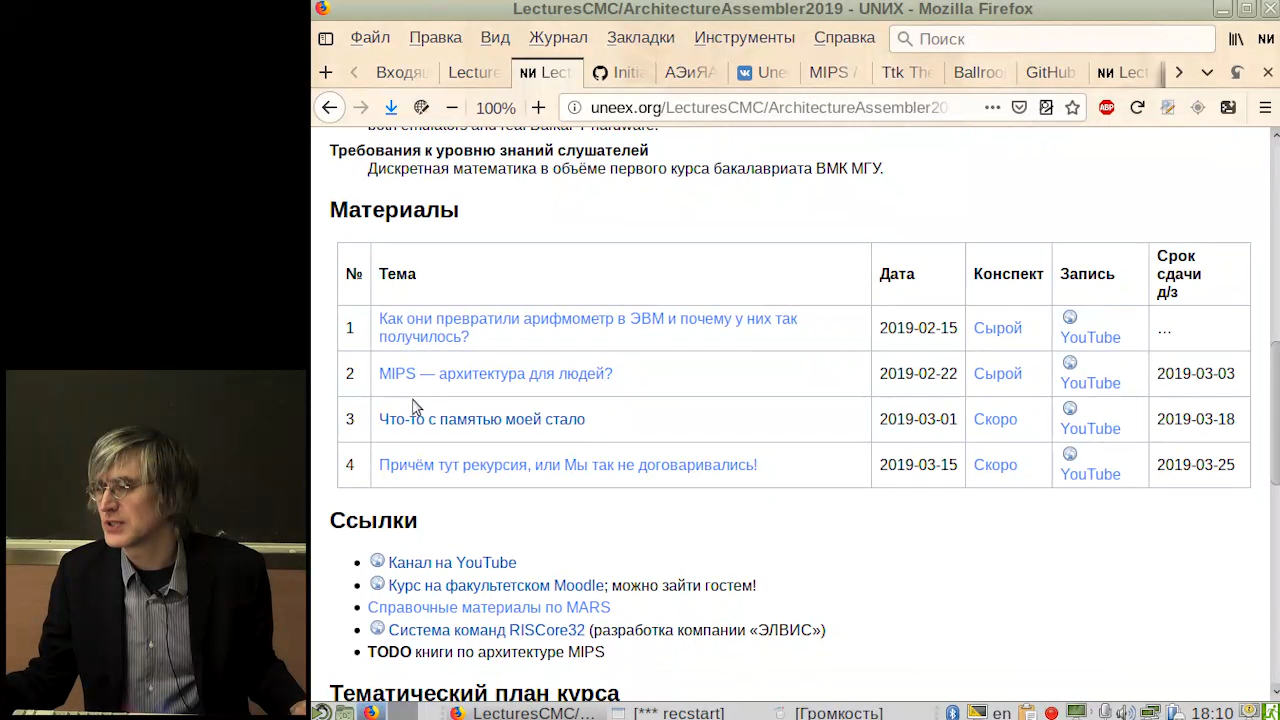 LecturesCMC/ArchitectureAssembler2019 - UNИX - Mozilla Firefox
Файл Правка Вид Журнал Закладки Инструменты Справка Поиск
Входящ Lecture Lect Initia АЭиЯА Une MIPS / Ttk The Ballroo GitHub Lect
100% uneex.org/LecturesCMC/ArchitectureAssembler20
both emulators and real Baikal-T hardware.
Требования к уровню знаний слушателей
Дискретная математика в объёме первого курса бакалавриата ВМК МГУ.
Материалы
№ Тема Дата Конспект Запись Срок сдачи д/з
1 Как они превратили арифмометр в ЭВМ и почему у них так получилось? 2019-02-15 Сырой YouTube …
2 MIPS — архитектура для людей? 2019-02-22 Сырой YouTube 2019-03-03
3 Что-то с памятью моей стало 2019-03-01 Скоро YouTube 2019-03-18
4 Причём тут рекурсия, или Мы так не договаривались! 2019-03-15 Скоро YouTube 2019-03-25
Ссылки
• Канал на YouTube
• Курс на факультетском Moodle; можно зайти гостем!
• Справочные материалы по MARS
• Система команд RISCore32 (разработка компании «ЭЛВИС»)
• TODO книги по архитектуре MIPS
Тематический план курса
LecturesCMC/… [*** recstart] [Громкость] en 18:10